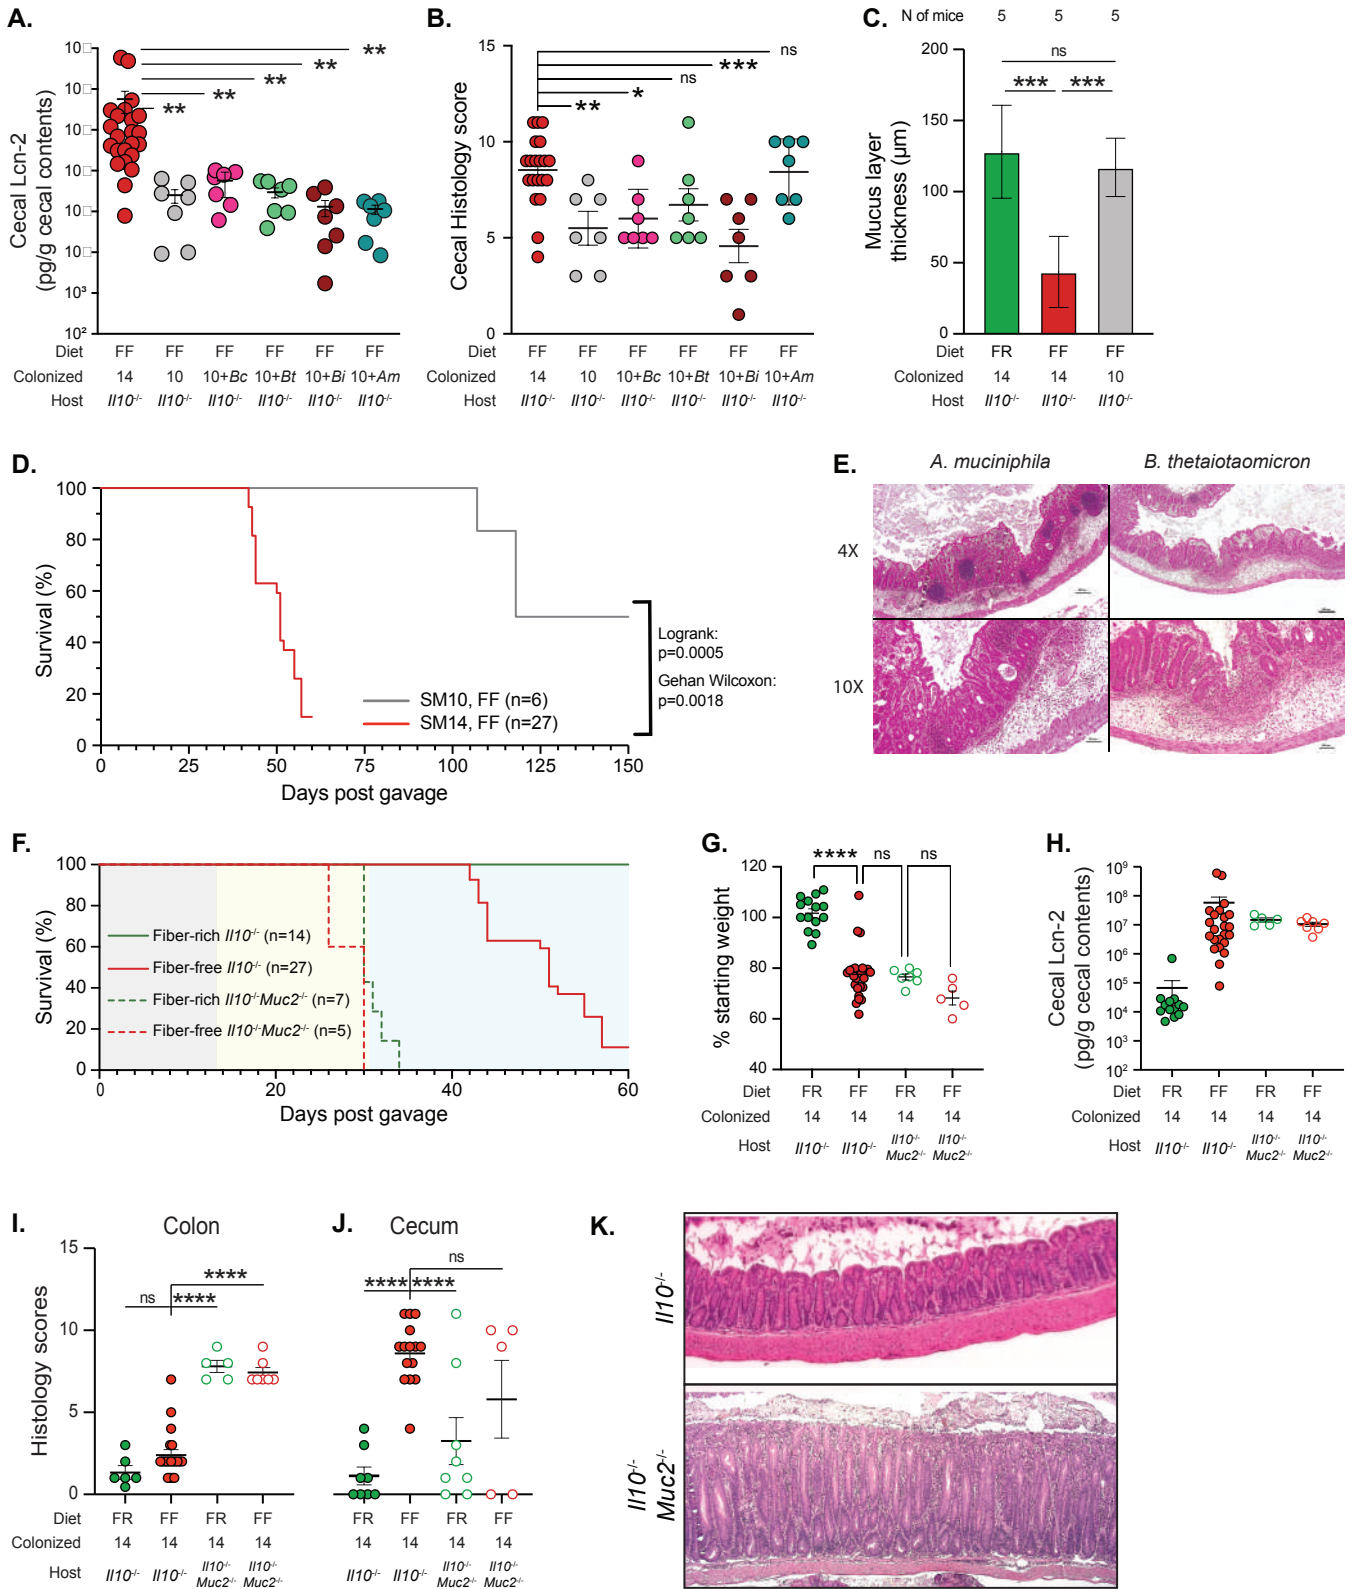 A.
10
10
10
10
10
10
10³
10²
Cecal Lcn-2
(pg/g cecal contents)
**
**
**
**
**
Diet FF FF FF FF FF FF
Colonized 14 10 10+Bc 10+Bt 10+Bi 10+Am
Host Il10-/- Il10-/- Il10-/- Il10-/- Il10-/- Il10-/-
B.
15
10
5
0
Cecal Histology score
ns
***
ns
*
**
Diet FF FF FF FF FF FF
Colonized 14 10 10+Bc 10+Bt 10+Bi 10+Am
Host Il10-/- Il10-/- Il10-/- Il10-/- Il10-/- Il10-/-
C.
N of mice 5 5 5
200
150
100
50
0
Mucus layer
thickness (µm)
ns
*** ***
Diet FR FF FF
Colonized 14 14 10
Host Il10-/- Il10-/- Il10-/-
D.
100
80
60
40
20
0
Survival (%)
0 25 50 75 100 125 150
Days post gavage
SM10, FF (n=6)
SM14, FF (n=27)
Logrank:
p=0.0005
Gehan Wilcoxon:
p=0.0018
E.
A. muciniphila B. thetaiotaomicron
4X
10X
F.
100
80
60
40
20
0
Survival (%)
Fiber-rich Il10-/- (n=14)
Fiber-free Il10-/- (n=27)
Fiber-rich Il10-/-Muc2-/- (n=7)
Fiber-free Il10-/-Muc2-/- (n=5)
0 20 40 60
Days post gavage
G.
120
100
80
60
40
% starting weight
**** ns ns
Diet FR FF FR FF
Colonized 14 14 14 14
Host Il10-/- Il10-/- Il10-/- Muc2-/- Il10-/- Muc2-/-
H.
10⁹
10⁸
10⁷
10⁶
10⁵
10⁴
10³
10²
Cecal Lcn-2
(pg/g cecal contents)
Diet FR FF FR FF
Colonized 14 14 14 14
Host Il10-/- Il10-/- Il10-/- Muc2-/- Il10-/- Muc2-/-
I.
Colon
15
10
5
0
Histology scores
****
ns ****
Diet FR FF FR FF
Colonized 14 14 14 14
Host Il10-/- Il10-/- Il10-/- Muc2-/- Il10-/- Muc2-/-
J.
Cecum
ns
**** ****
FR FF FR FF
14 14 14 14
Il10-/- Il10-/- Il10-/- Muc2-/- Il10-/- Muc2-/-
K.
Il10-/-
Il10-/-
Muc2-/-